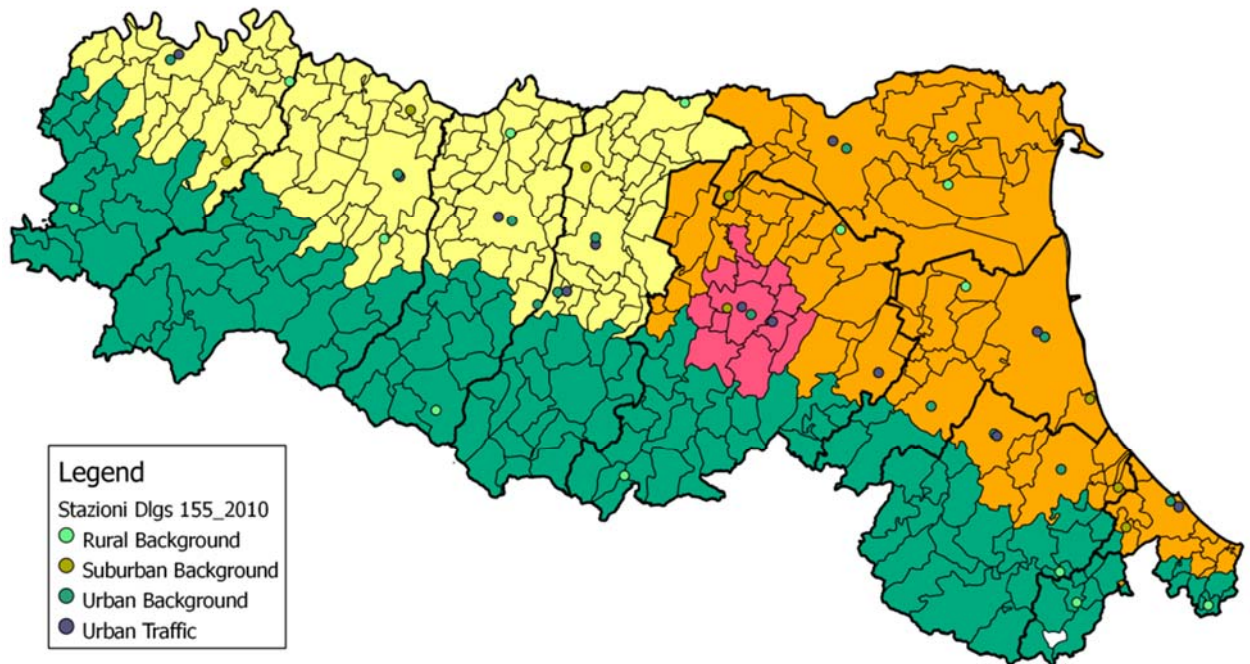 Legend
Stazioni Dlgs 155_2010
Rural Background
Suburban Background
Urban Background
Urban Traffic